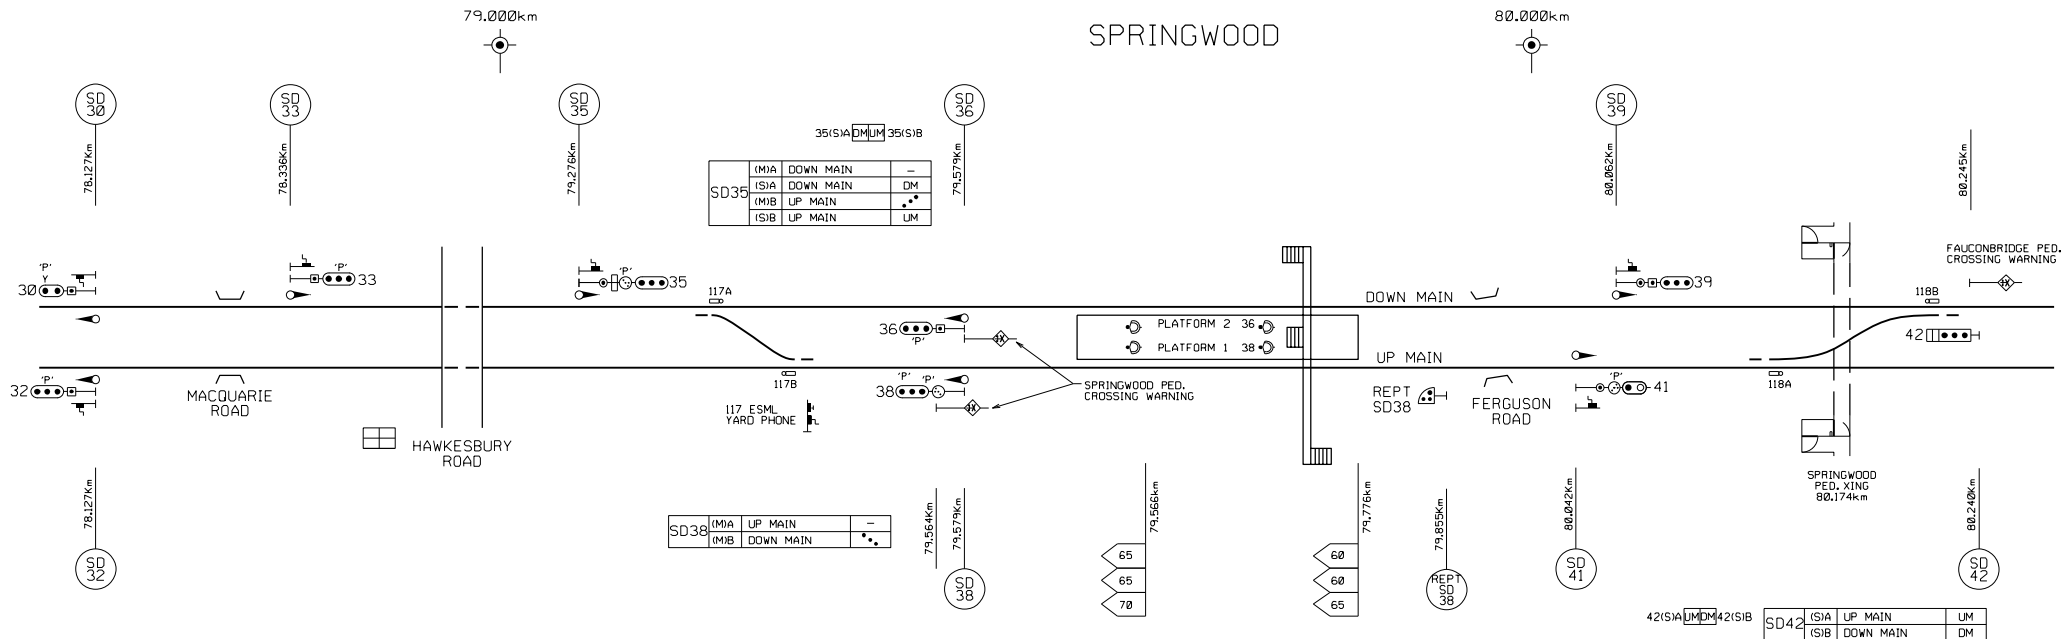 79.000km
80.000km
SPRINGWOOD
SD
30
SD
33
SD
35
SD
36
SD
39
35(S)A DM UM 35(S)B
78.127Km
78.336Km
79.276Km
79.579Km
80.062Km
80.245Km
SD35
(M)A DOWN MAIN –
(S)A DOWN MAIN DM
(M)B UP MAIN
(S)B UP MAIN UM
FAUCONBRIDGE PED.
CROSSING WARNING
'P'
Y
30
'P'
33
'P'
35
'P'
39
117A
118B
DOWN MAIN
36
'P'
PLATFORM 2 36
PLATFORM 1 38
42
UP MAIN
'P'
32
MACQUARIE
ROAD
117B
'P' 'P'
38
SPRINGWOOD PED.
CROSSING WARNING
118A
'P'
41
117 ESML
YARD PHONE
REPT
SD38
FERGUSON
ROAD
HAWKESBURY
ROAD
SPRINGWOOD
PED. XING
80.174km
78.127Km
79.564Km
79.579Km
79.566km
79.776km
79.855Km
80.042Km
80.240Km
SD38
(M)A UP MAIN –
(M)B DOWN MAIN
65
65
70
60
60
65
SD
32
SD
38
REPT
SD
38
SD
41
SD
42
42(S)A UM DM 42(S)B
SD42
(S)A UP MAIN UM
(S)B DOWN MAIN DM